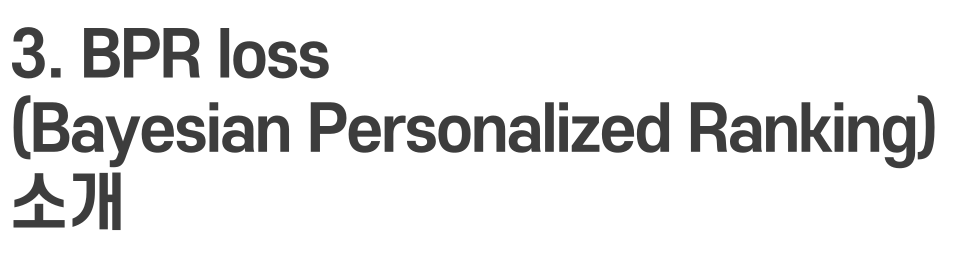 3. BPR loss
(Bayesian Personalized Ranking)
소개